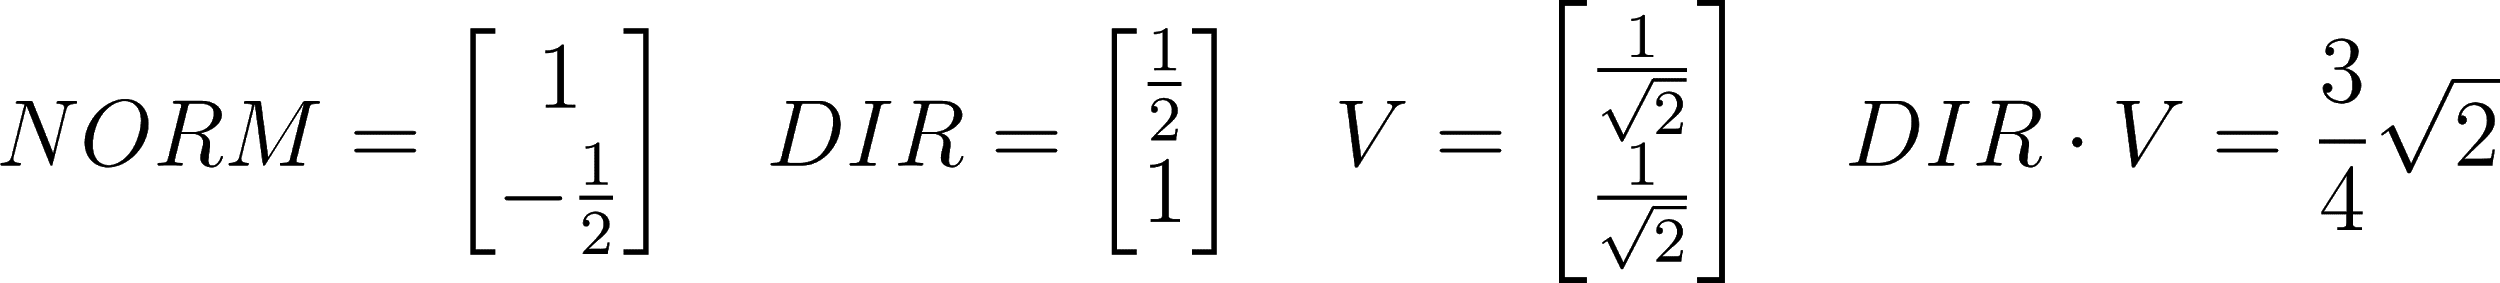 NORM = [1 −1/2] DIR = [1/2 1] V = [1/√2 1/√2] DIR · V = 3/4 √2